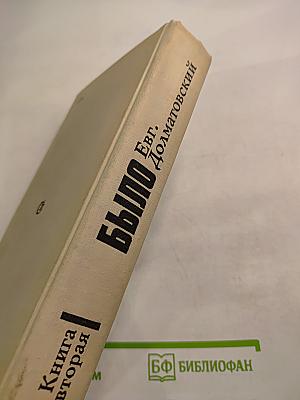 Евг.
Долматовский
БЫЛО
Книга
вторая
БФ БИБЛИОФАН